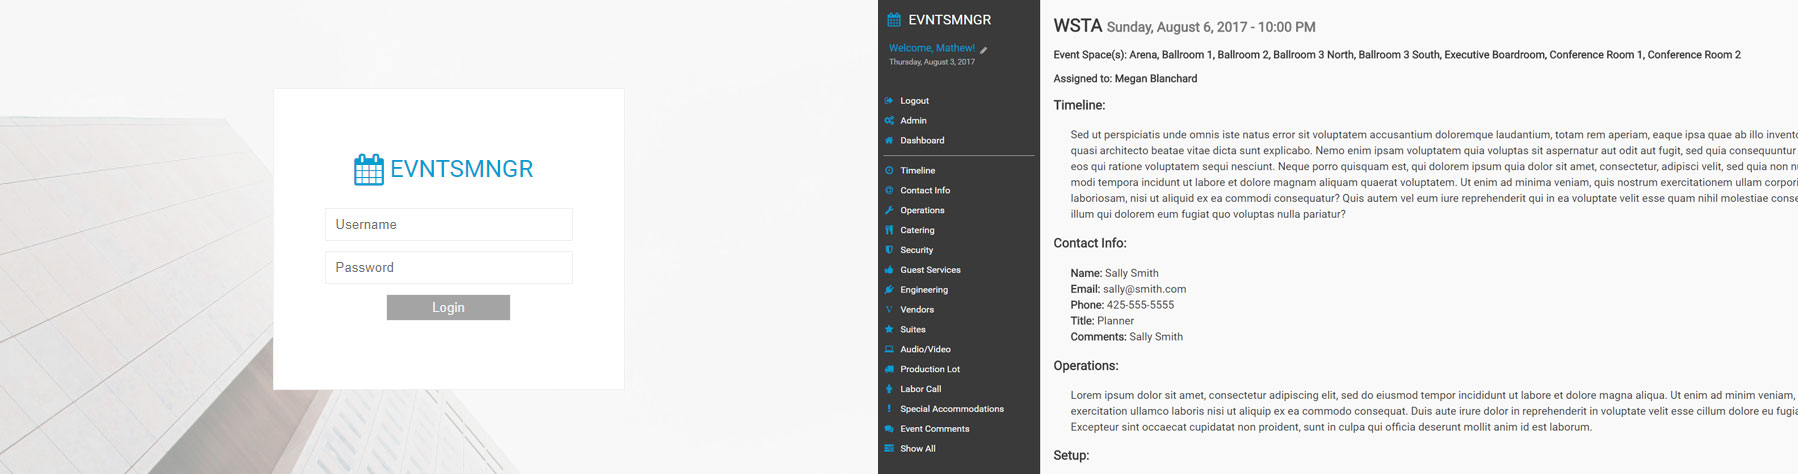 EVNTSMNGR
Username
Password
Login
EVNTSMNGR
Welcome, Mathew!
Thursday, August 3, 2017
Logout
Admin
Dashboard
Timeline
Contact Info
Operations
Catering
Security
Guest Services
Engineering
Vendors
Suites
Audio/Video
Production Lot
Labor Call
Special Accommodations
Event Comments
Show All
WSTA Sunday, August 6, 2017 - 10:00 PM
Event Space(s): Arena, Ballroom 1, Ballroom 2, Ballroom 3 North, Ballroom 3 South, Executive Boardroom, Conference Room 1, Conference Room 2
Assigned to: Megan Blanchard
Timeline:
Sed ut perspiciatis unde omnis iste natus error sit voluptatem accusantium doloremque laudantium, totam rem aperiam, eaque ipsa quae ab illo
quasi architecto beatae vitae dicta sunt explicabo. Nemo enim ipsam voluptatem quia voluptas sit aspernatur aut odit aut fugit, sed quia consequuntur
eos qui ratione voluptatem sequi nesciunt. Neque porro quisquam est, qui dolorem ipsum quia dolor sit amet, consectetur, adipisci velit, sed quia non
modi tempora incidunt ut labore et dolore magnam aliquam quaerat voluptatem. Ut enim ad minima veniam, quis nostrum exercitationem ullam
laboriosam, nisi ut aliquid ex ea commodi consequatur? Quis autem vel eum iure reprehenderit qui in ea voluptate velit esse quam nihil molestiae
illum qui dolorem eum fugiat quo voluptas nulla pariatur?
Contact Info:
Name: Sally Smith
Email: sally@smith.com
Phone: 425-555-5555
Title: Planner
Comments: Sally Smith
Operations:
Lorem ipsum dolor sit amet, consectetur adipiscing elit, sed do eiusmod tempor incididunt ut labore et dolore magna aliqua. Ut enim ad minim veniam,
exercitation ullamco laboris nisi ut aliquip ex ea commodo consequat. Duis aute irure dolor in reprehenderit in voluptate velit esse cillum dolore eu
Excepteur sint occaecat cupidatat non proident, sunt in culpa qui officia deserunt mollit anim id est laborum.
Setup: